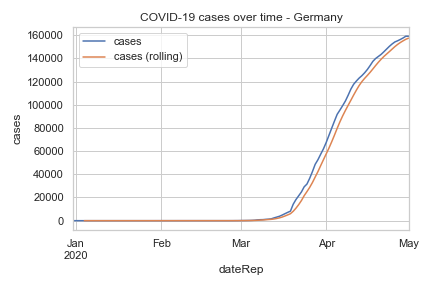 COVID-19 cases over time - Germany
cases
cases (rolling)
160000
140000
120000
100000
80000
60000
40000
20000
0
cases
Jan
2020
Feb
Mar
Apr
May
dateRep